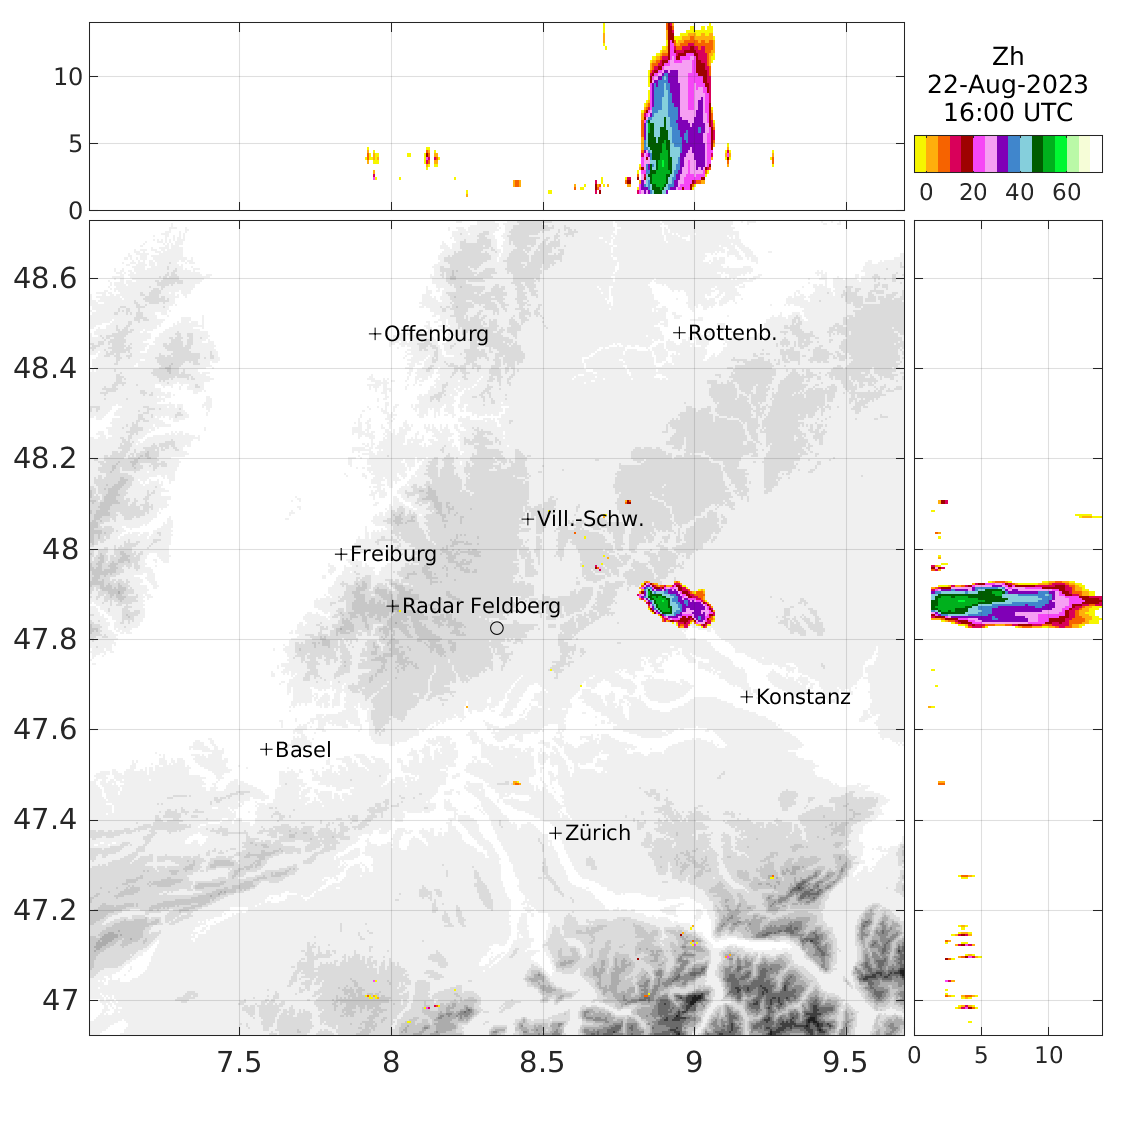 10
5
0
Zh
22-Aug-2023
16:00 UTC
0 20 40 60
48.6
48.4
48.2
48
47.8
47.6
47.4
47.2
47
+Offenburg
+Rottenb.
+Vill.-Schw.
+Freiburg
+Radar Feldberg
+Konstanz
+Basel
+Zürich
7.5 8 8.5 9 9.5
0 5 10